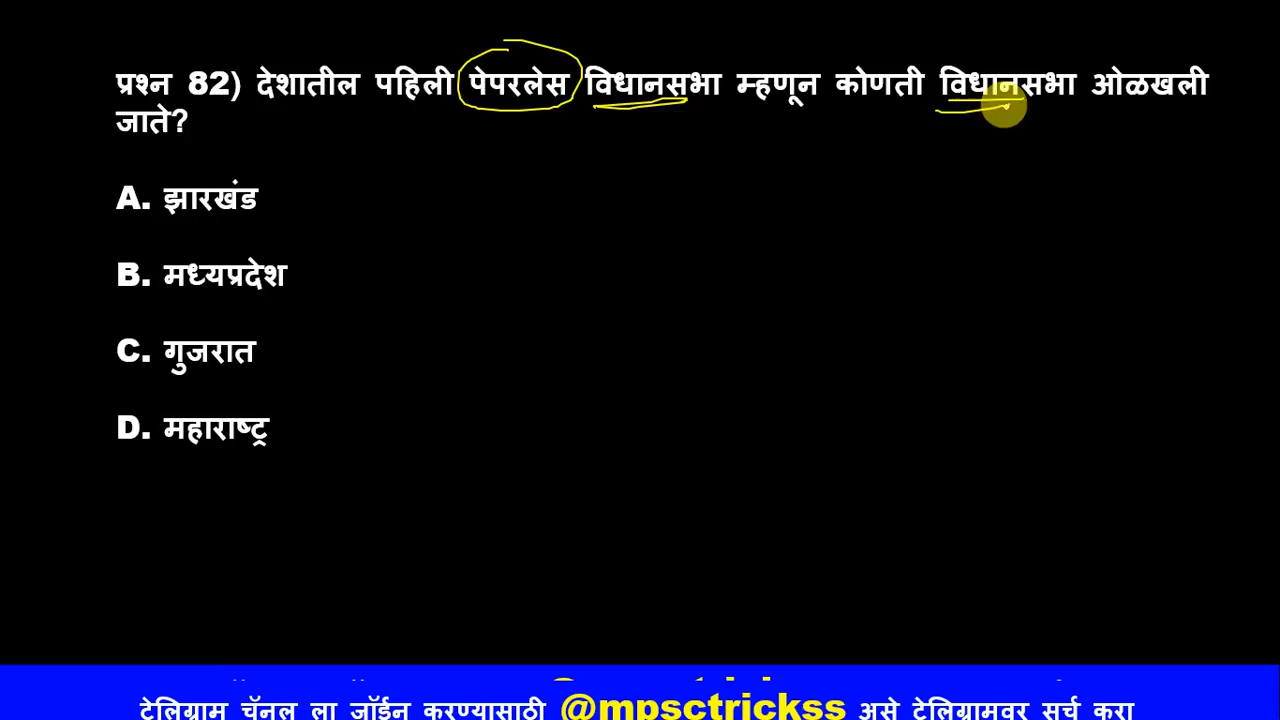 प्रश्न 82) देशातील पहिली पेपरलेस विधानसभा म्हणून कोणती विधानसभा ओळखली
जाते?
A. झारखंड
B. मध्यप्रदेश
C. गुजरात
D. महाराष्ट्र
टेलिग्राम चॅनल ला जॉईन करण्यासाठी @mpsctrickss असे टेलिग्रामवर सर्च करा